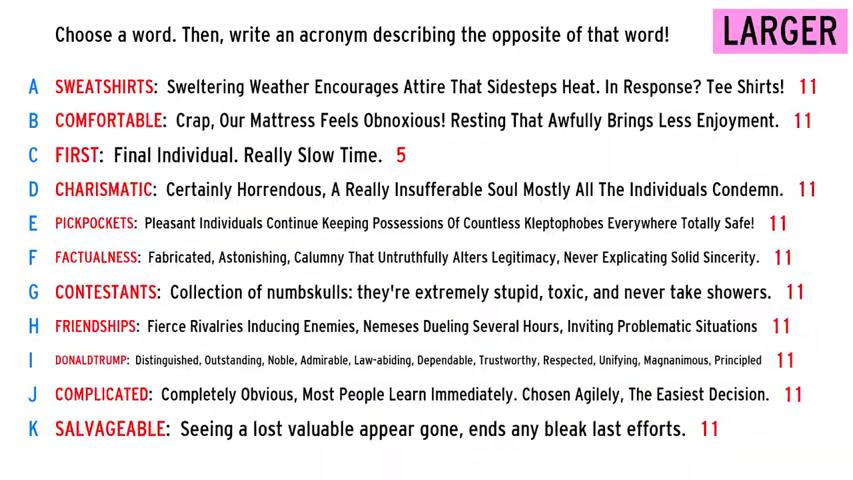 Choose a word. Then, write an acronym describing the opposite of that word!
LARGER
A SWEATSHIRTS: Sweltering Weather Encourages Attire That Sidesteps Heat. In Response? Tee Shirts! 11
B COMFORTABLE: Crap, Our Mattress Feels Obnoxious! Resting That Awfully Brings Less Enjoyment. 11
C FIRST: Final Individual. Really Slow Time. 5
D CHARISMATIC: Certainly Horrendous, A Really Insufferable Soul Mostly All The Individuals Condemn. 11
E PICKPOCKETS: Pleasant Individuals Continue Keeping Possessions Of Countless Kleptophobes Everywhere Totally Safe! 11
F FACTUALNESS: Fabricated, Astonishing, Calumny That Untruthfully Alters Legitimacy, Never Explicating Solid Sincerity. 11
G CONTESTANTS: Collection of numbskulls: they're extremely stupid, toxic, and never take showers. 11
H FRIENDSHIPS: Fierce Rivalries Inducing Enemies, Nemeses Dueling Several Hours, Inviting Problematic Situations 11
I DONALDTRUMP: Distinguished, Outstanding, Noble, Admirable, Law-abiding, Dependable, Trustworthy, Respected, Unifying, Magnanimous, Principled 11
J COMPLICATED: Completely Obvious, Most People Learn Immediately. Chosen Agilely, The Easiest Decision. 11
K SALVAGEABLE: Seeing a lost valuable appear gone, ends any bleak last efforts. 11